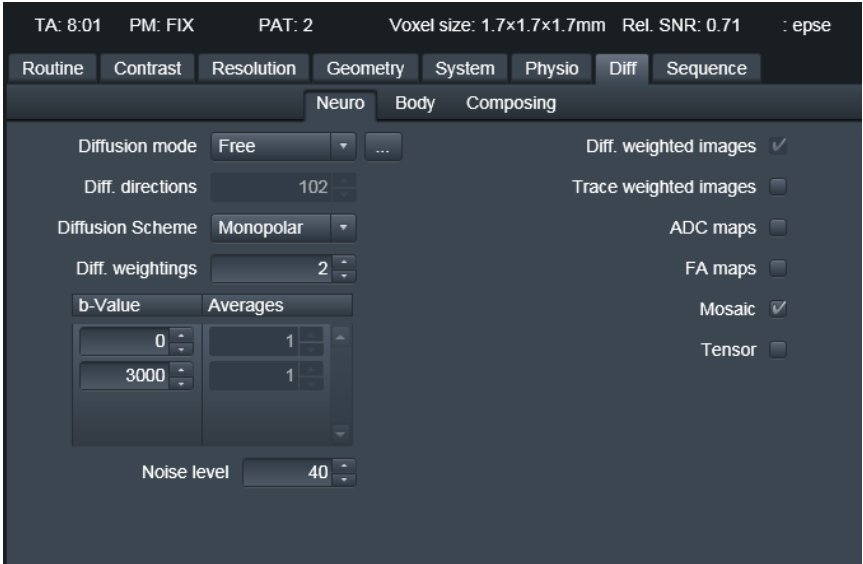 TA: 8:01 PM: FIX PAT: 2 Voxel size: 1.7×1.7×1.7mm Rel. SNR: 0.71 : epse
Routine Contrast Resolution Geometry System Physio Diff Sequence
Neuro Body Composing
Diffusion mode Free ... Diff. weighted images
Diff. directions 102 Trace weighted images
Diffusion Scheme Monopolar ADC maps
Diff. weightings 2 FA maps
b-Value Averages Mosaic
0 1
3000 1 Tensor
Noise level 40